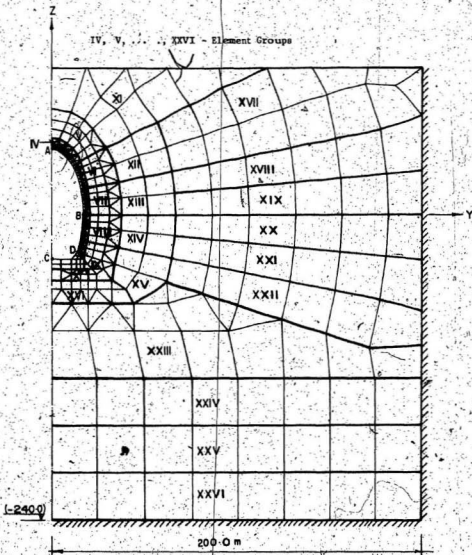 Z
IV, V, ... ., XXVI - Element Groups
XI
XVII
IV
A
XII
XVIII
VII
XIII
XIX
B
Y
XIV
XX
C
D
XXI
XV
XVI
XXII
XXIII
XXIV
XXV
XXVI
(-240.0)
200.0 m